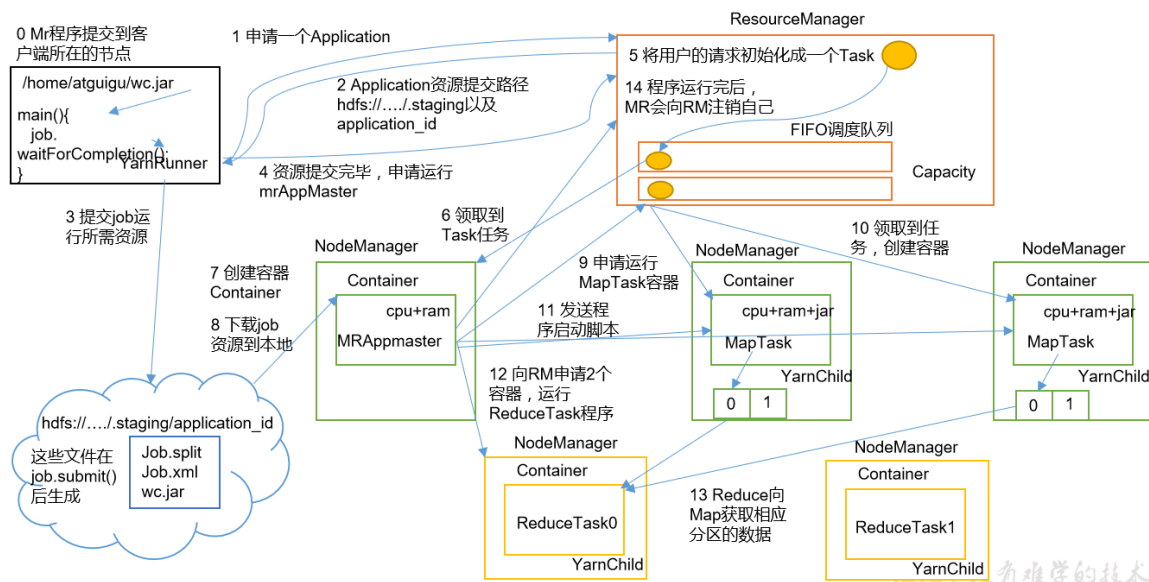 0 Mr程序提交到客
户端所在的节点
/home/atguigu/wc.jar
main(){
job.
waitForCompletion();
}
YarnRunner
1 申请一个Application
2 Application资源提交路径
hdfs://…./.staging以及
application_id
4 资源提交完毕，申请运行
mrAppMaster
ResourceManager
5 将用户的请求初始化成一个Task
14 程序运行完后，
MR会向RM注销自己
FIFO调度队列
Capacity
3 提交job运
行所需资源
6 领取到
Task任务
10 领取到任
务，创建容器
7 创建容器
Container
8 下载job
资源到本地
NodeManager
Container
cpu+ram
MRAppmaster
9 申请运行
MapTask容器
11 发送程
序启动脚本
NodeManager
Container
cpu+ram+jar
MapTask
YarnChild
0
1
NodeManager
Container
cpu+ram+jar
MapTask
YarnChild
0
1
hdfs://…./.staging/application_id
这些文件在
job.submit()
后生成
Job.split
Job.xml
wc.jar
12 向RM申请2个
容器，运行
ReduceTask程序
NodeManager
Container
ReduceTask0
YarnChild
13 Reduce向
Map获取相应
分区的数据
NodeManager
Container
ReduceTask1
YarnChild
有难学的技术